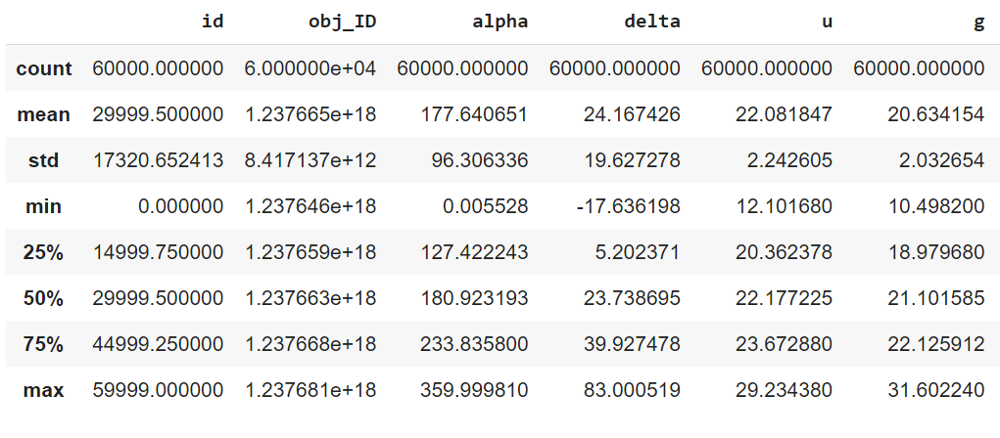 id obj_ID alpha delta u g
count 60000.000000 6.000000e+04 60000.000000 60000.000000 60000.000000 60000.000000
mean 29999.500000 1.237665e+18 177.640651 24.167426 22.081847 20.634154
std 17320.652413 8.417137e+12 96.306336 19.627278 2.242605 2.032654
min 0.000000 1.237646e+18 0.005528 -17.636198 12.101680 10.498200
25% 14999.750000 1.237659e+18 127.422243 5.202371 20.362378 18.979680
50% 29999.500000 1.237663e+18 180.923193 23.738695 22.177225 21.101585
75% 44999.250000 1.237668e+18 233.835800 39.927478 23.672880 22.125912
max 59999.000000 1.237681e+18 359.999810 83.000519 29.234380 31.602240